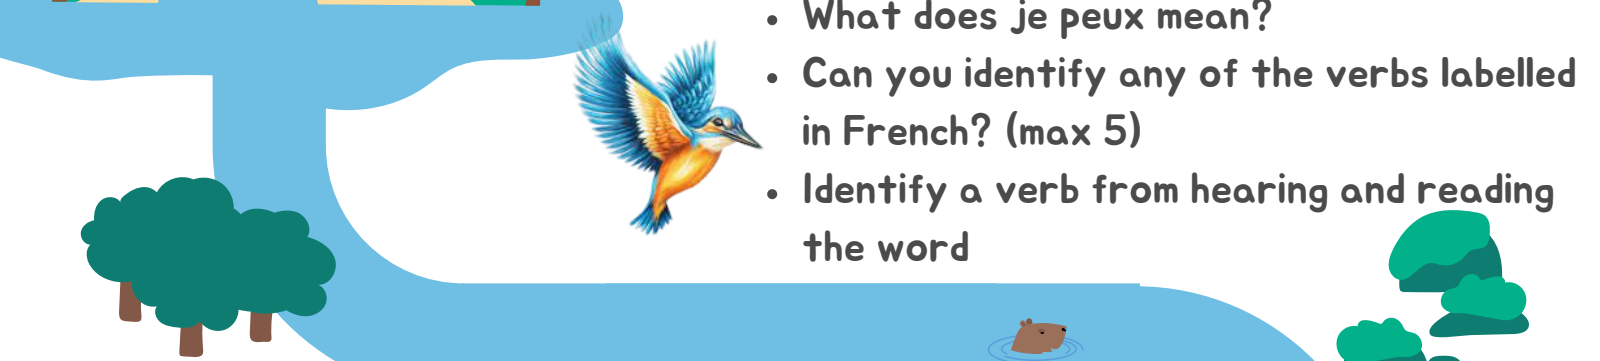 • What does je peux mean?
• Can you identify any of the verbs labelled
in French? (max 5)
• Identify a verb from hearing and reading
the word